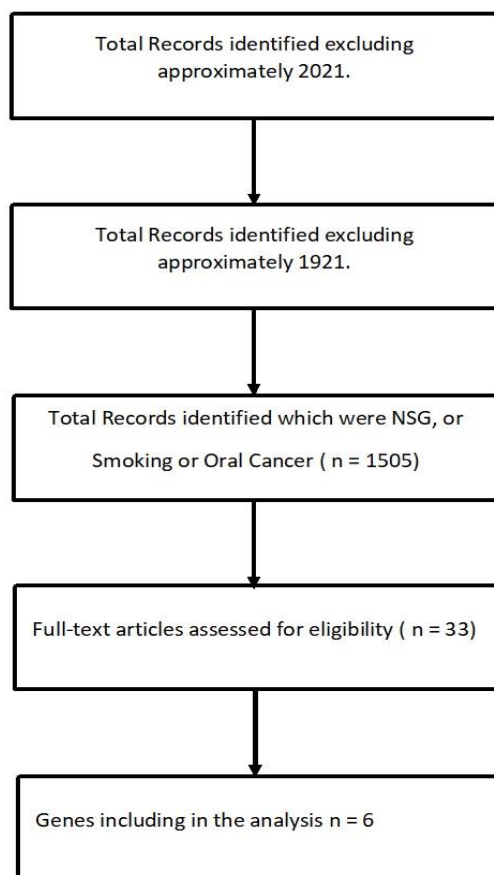 Total Records identified excluding
approximately 2021.
Total Records identified excluding
approximately 1921.
Total Records identified which were NSG, or
Smoking or Oral Cancer ( n = 1505)
Full-text articles assessed for eligibility ( n = 33)
Genes including in the analysis n = 6